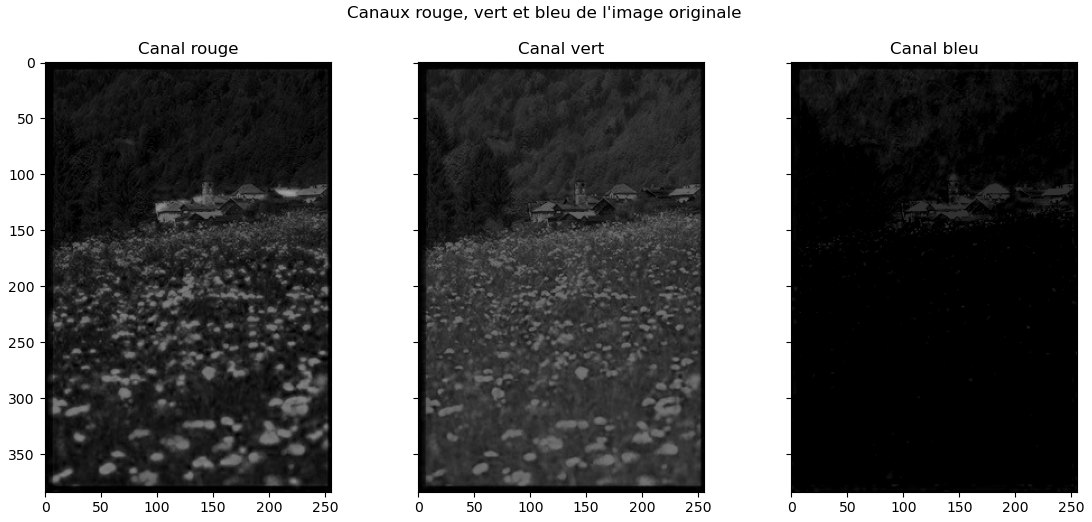 Canaux rouge, vert et bleu de l'image originale
Canal rouge
Canal vert
Canal bleu
0
50
100
150
200
250
300
350
0 50 100 150 200 250
0 50 100 150 200 250
0 50 100 150 200 250